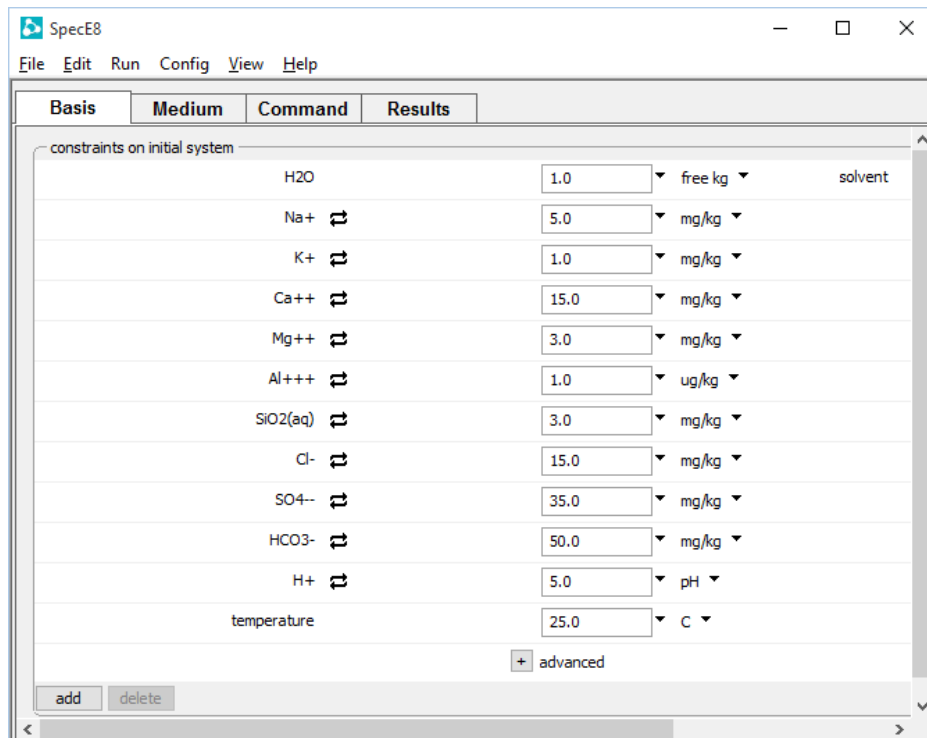 SpecE8
File Edit Run Config View Help
Basis Medium Command Results
constraints on initial system
H2O 1.0 free kg solvent
Na+ 5.0 mg/kg
K+ 1.0 mg/kg
Ca++ 15.0 mg/kg
Mg++ 3.0 mg/kg
Al+++ 1.0 ug/kg
SiO2(aq) 3.0 mg/kg
Cl- 15.0 mg/kg
SO4-- 35.0 mg/kg
HCO3- 50.0 mg/kg
H+ 5.0 pH
temperature 25.0 C
+ advanced
add delete